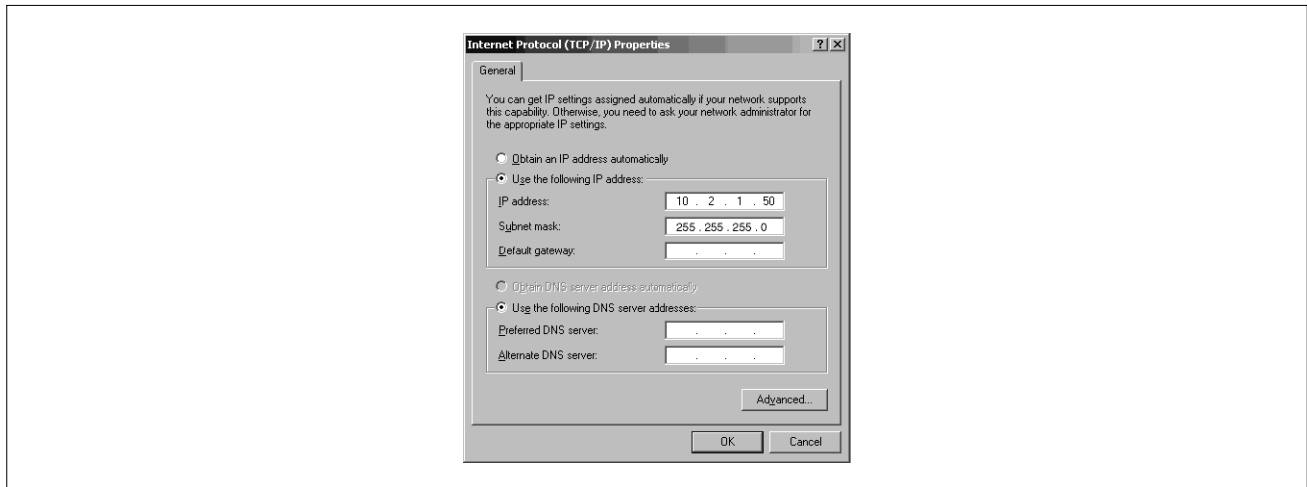 Internet Protocol (TCP/IP) Properties
General
You can get IP settings assigned automatically if your network supports
this capability. Otherwise, you need to ask your network administrator for
the appropriate IP settings.
Obtain an IP address automatically
Use the following IP address:
IP address: 10 . 2 . 1 . 50
Subnet mask: 255 . 255 . 255 . 0
Default gateway: . . .
Obtain DNS server address automatically
Use the following DNS server addresses:
Preferred DNS server: . . .
Alternate DNS server: . . .
Advanced...
OK Cancel